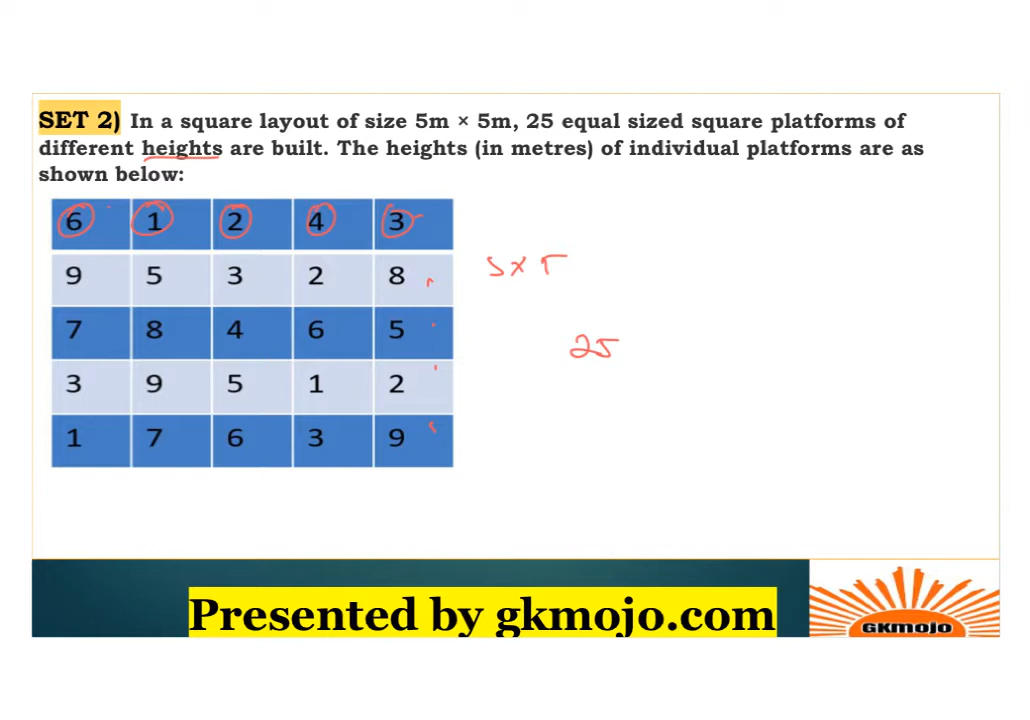 SET 2) In a square layout of size 5m × 5m, 25 equal sized square platforms of
different heights are built. The heights (in metres) of individual platforms are as
shown below:
6 1 2 4 3
9 5 3 2 8
5 x 5
7 8 4 6 5
25
3 9 5 1 2
1 7 6 3 9
Presented by gkmojo.com
GKmojo